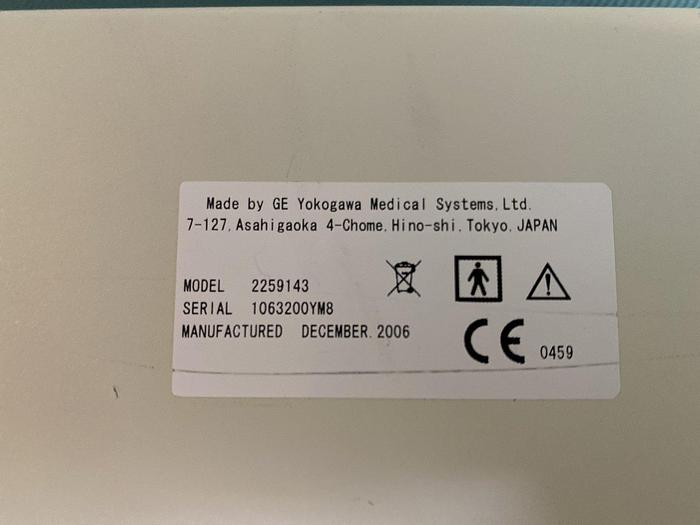 Made by GE Yokogawa Medical Systems, Ltd.
7-127, Asahigaoka 4-Chome, Hino-shi, Tokyo, JAPAN
MODEL 2259143
SERIAL 1063200YM8
MANUFACTURED DECEMBER. 2006
CE 0459